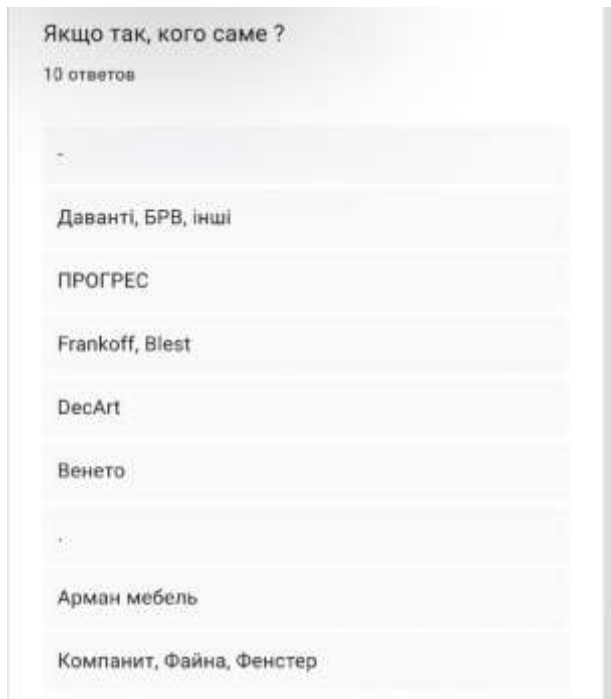 Якщо так, кого саме ?
10 ответов
-
Даванті, БРВ, інші
ПРОГРЕС
Frankoff, Blest
DecArt
Венето
.
Арман мебель
Компанит, Файна, Фенстер